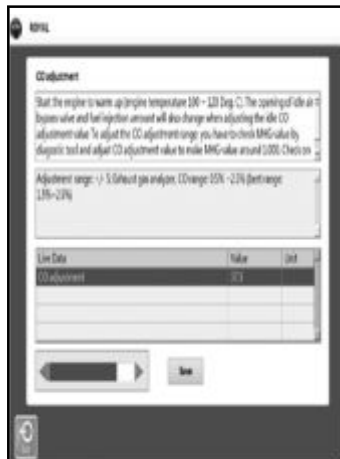 ROYAL
CO adjustment
Start the engine to warm up (engine temperature 100 ~ 120 Deg. C). The opening of idle air
bypass valve and fuel injection amount will also change when adjusting the idle CO
adjustment value. To adjust the CO adjustment range, you have to check MHG value by
diagnostic tool and adjust CO adjustment value to make MHG value around 1.000. Check on
Adjustment range: +/- 5. Exhaust gas analyzer, CO range: 0.5% ~2.0% (best range:
1.3%~2.0%)
Live Data Value Unit
CO adjustment
Save